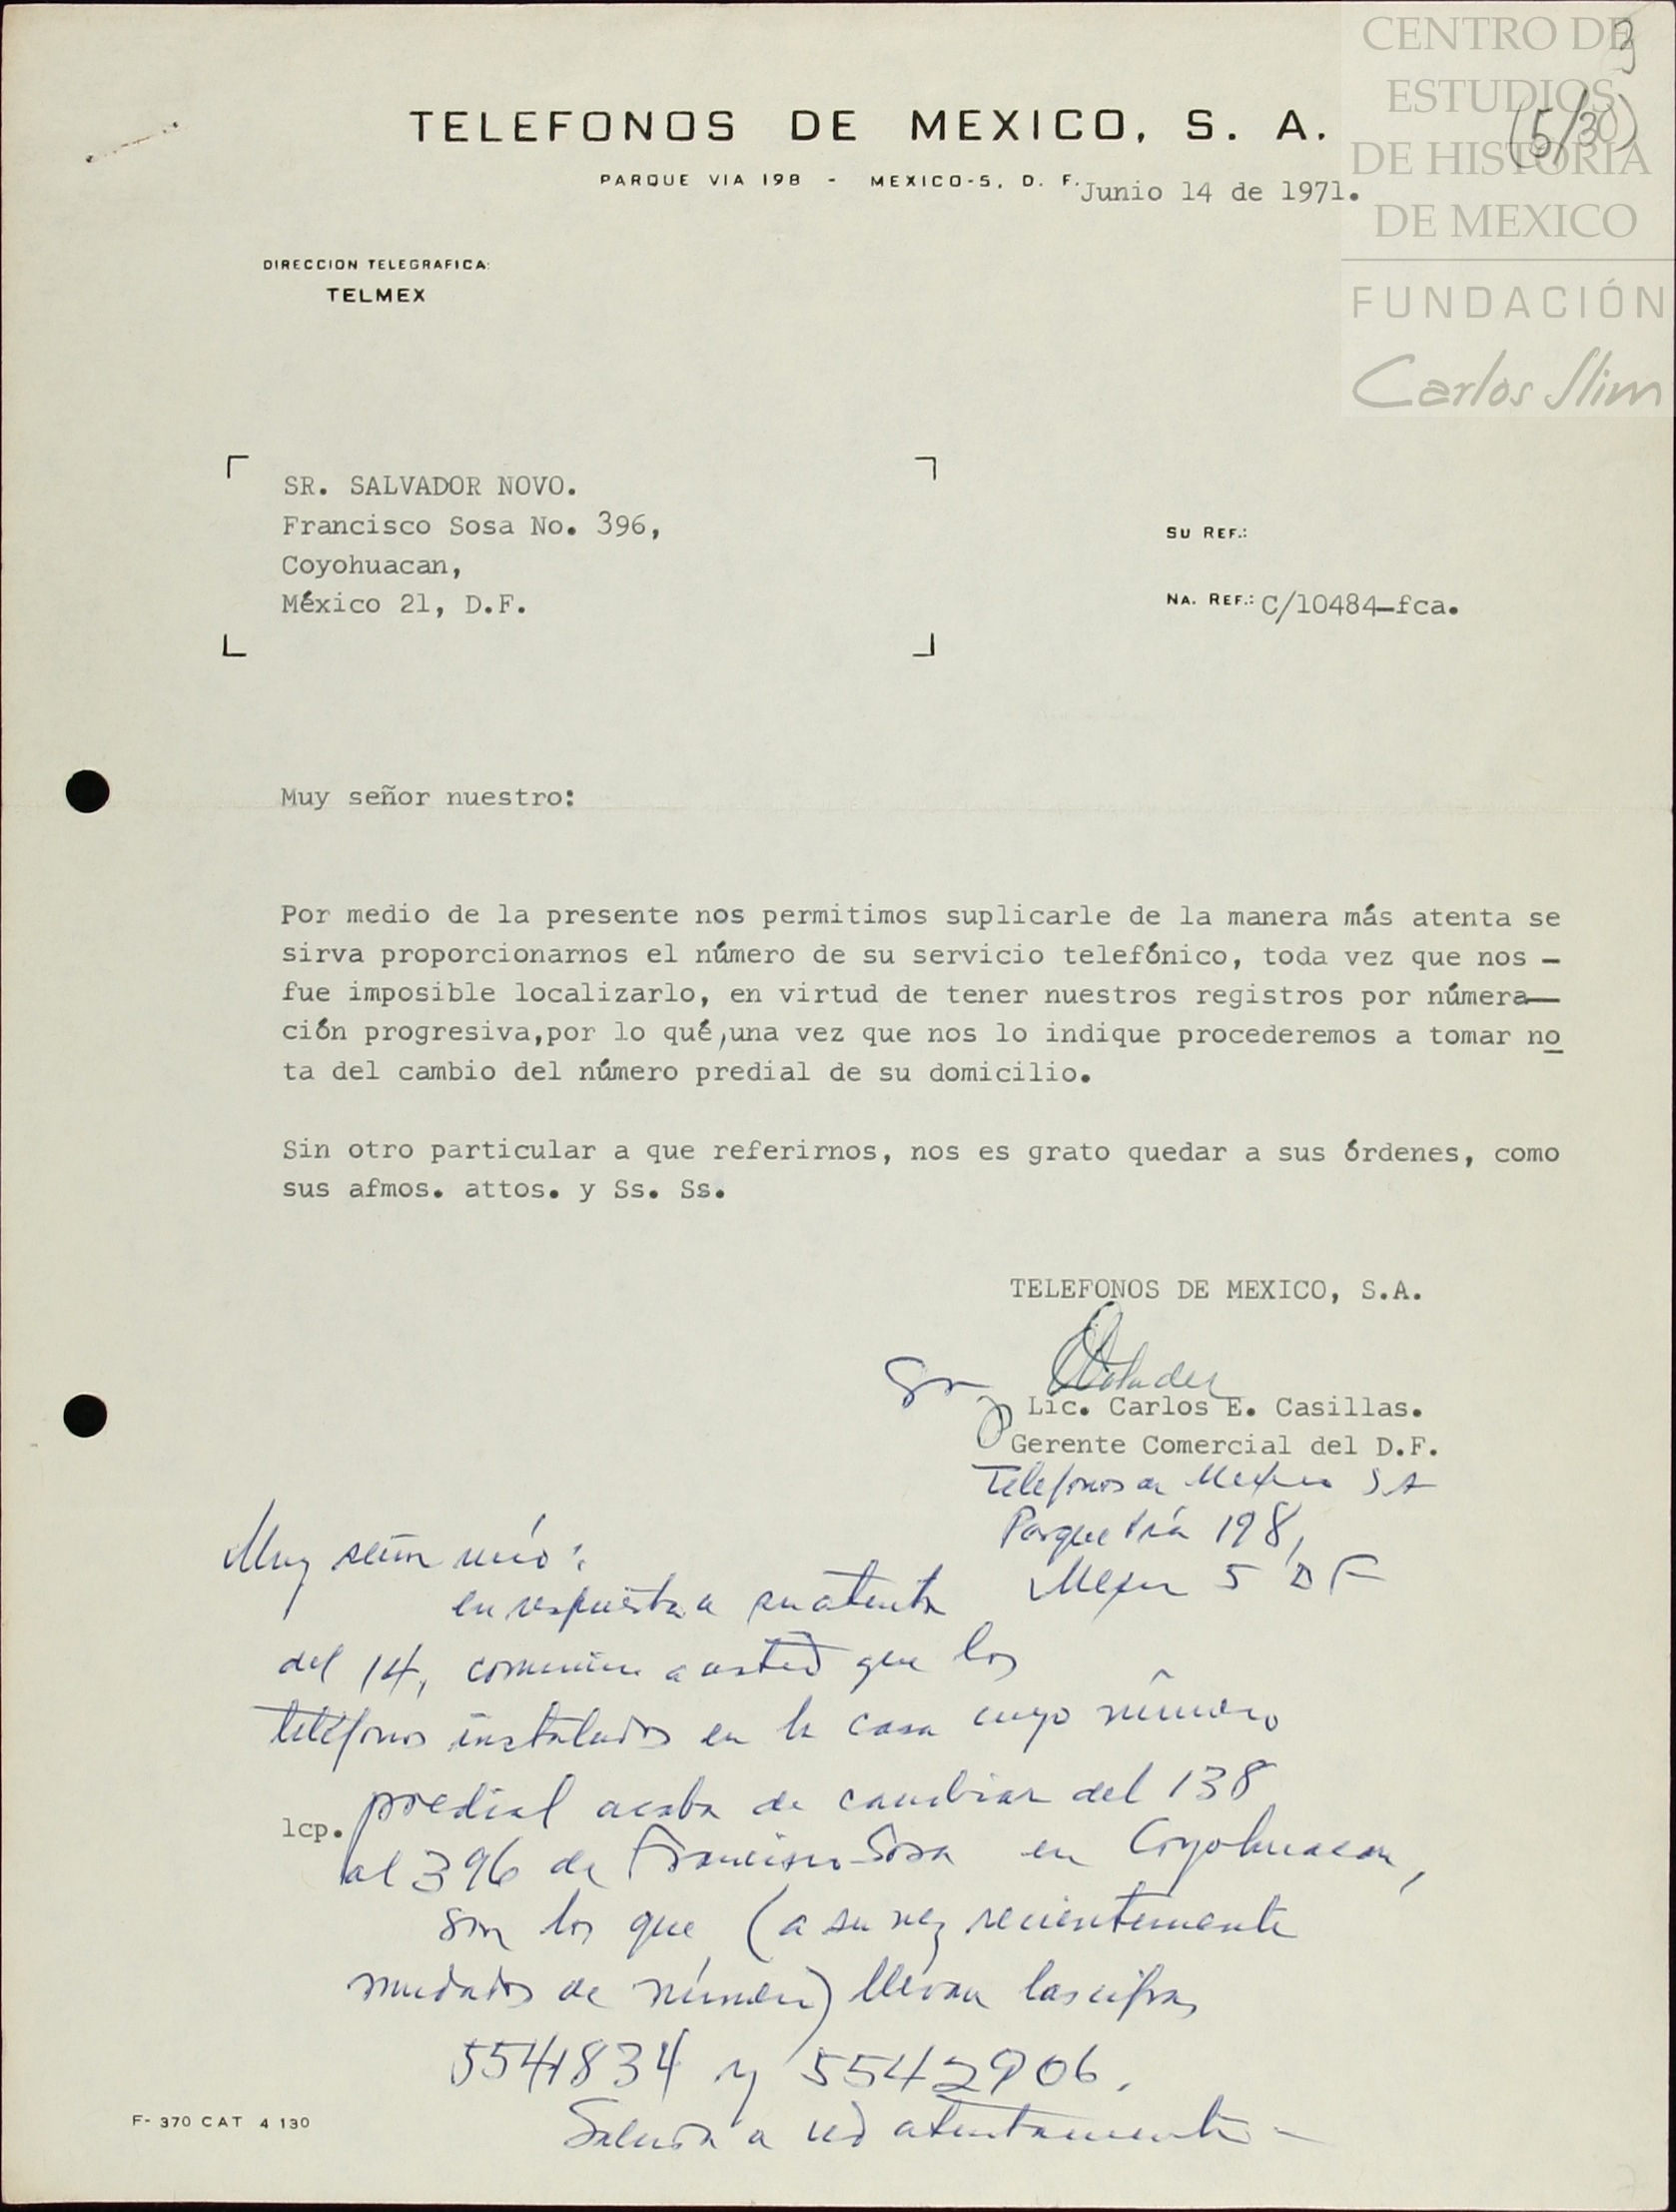 CENTRO DE
ESTUDIOS
DE HISTORIA
DE MEXICO
FUNDACIÓN
Carlos Slim
3
(5/30)
TELEFONOS DE MEXICO, S. A.
PARQUE VIA 198 - MEXICO-5, D. F.
Junio 14 de 1971.
DIRECCION TELEGRAFICA:
TELMEX
SR. SALVADOR NOVO.
Francisco Sosa No. 396,
Coyohuacan,
México 21, D.F.
SU REF.:
NA. REF.: C/10484-fca.
Muy señor nuestro:
Por medio de la presente nos permitimos suplicarle de la manera más atenta se
sirva proporcionarnos el número de su servicio telefónico, toda vez que nos -
fue imposible localizarlo, en virtud de tener nuestros registros por númera—
ción progresiva,por lo qué,una vez que nos lo indique procederemos a tomar no
ta del cambio del número predial de su domicilio.
Sin otro particular a que referirnos, nos es grato quedar a sus órdenes, como
sus afmos. attos. y Ss. Ss.
TELEFONOS DE MEXICO, S.A.
Sr
Lic. Carlos E. Casillas.
Gerente Comercial del D.F.
Telefonos de Mexico S A
Parque Vía 198,
Mexico 5 D F
Muy señor mío:
en respuesta a su atenta
del 14, comunico a usted que los
teléfonos instalados en la casa cuyo número
predial acaba de cambiar del 138
lcp.
al 396 de Francisco Sosa en Coyohuacan,
son los que (a su vez recientemente
mudados de número) llevan las cifras
5541834 y 5542906.
Saluda a ud atentamente -
F- 370 CAT 4 130